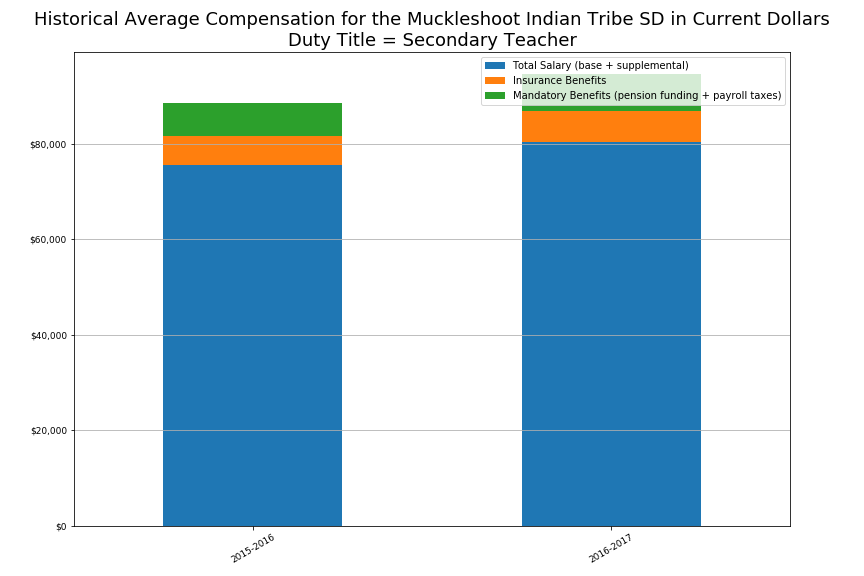 Historical Average Compensation for the Muckleshoot Indian Tribe SD in Current Dollars
Duty Title = Secondary Teacher
Total Salary (base + supplemental)
Insurance Benefits
Mandatory Benefits (pension funding + payroll taxes)
$80,000
$60,000
$40,000
$20,000
$0
2015-2016
2016-2017